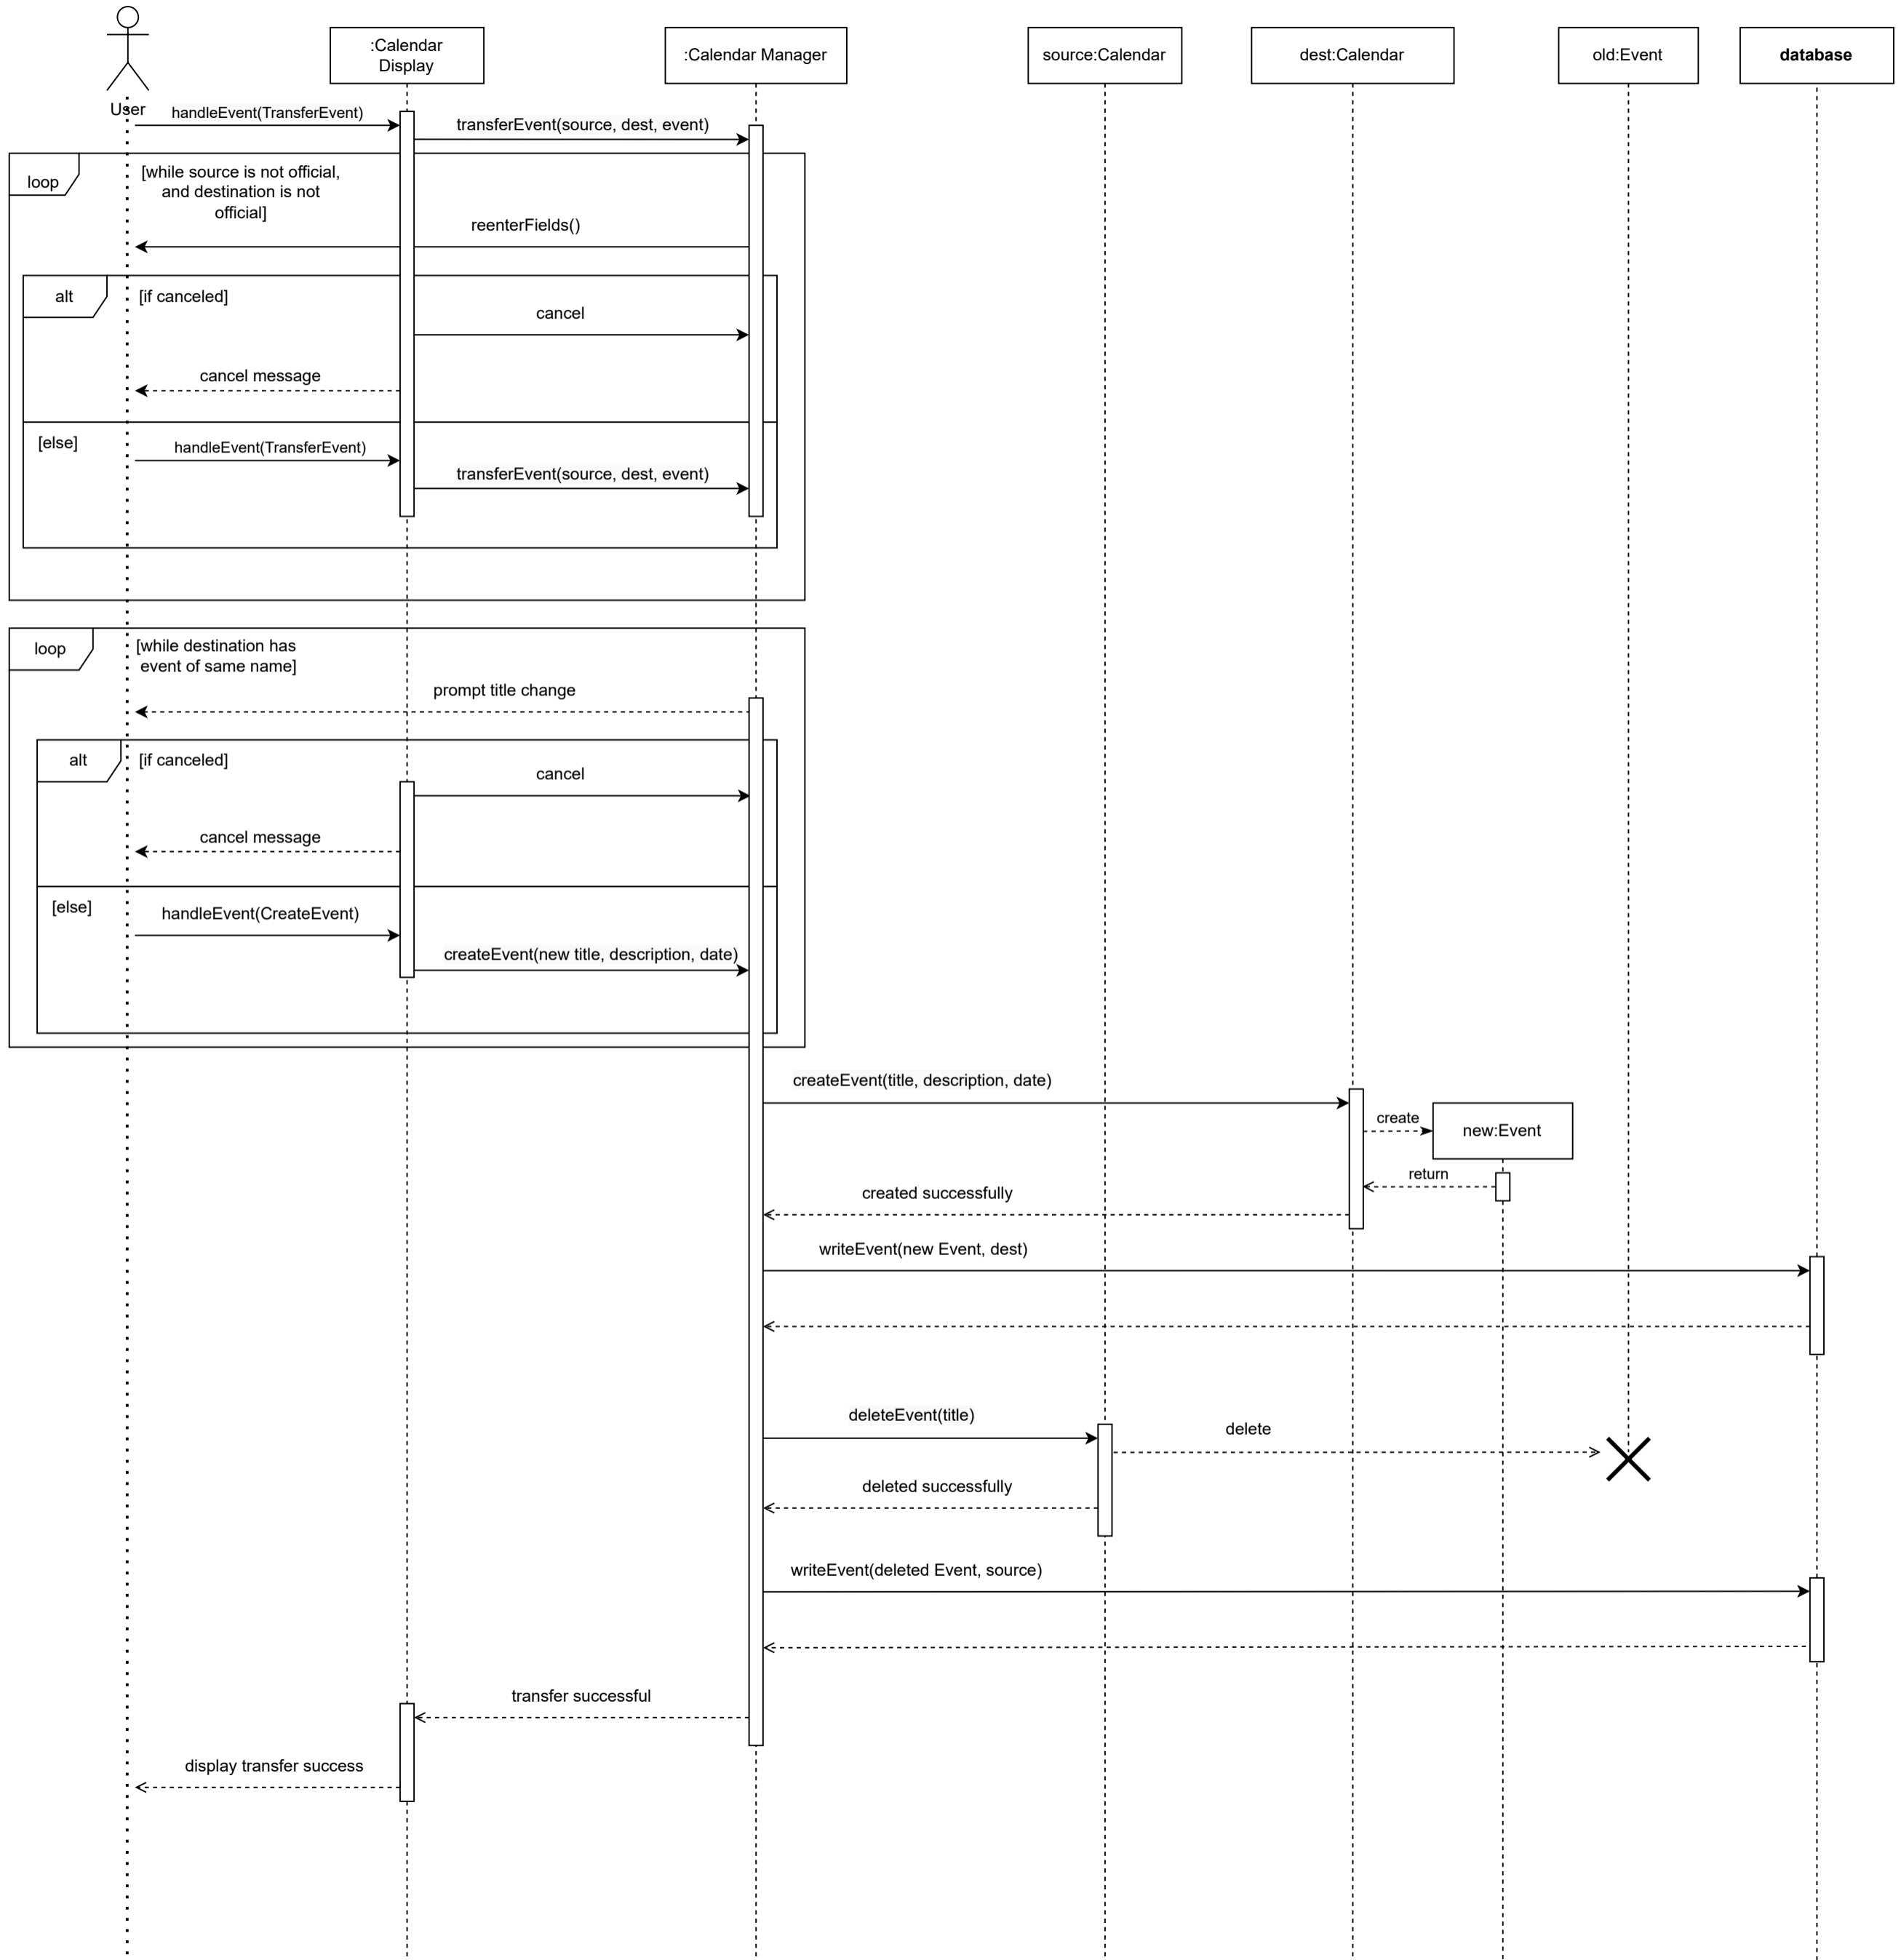 :Calendar
Display
:Calendar Manager
source:Calendar
dest:Calendar
old:Event
database
User
handleEvent(TransferEvent)
transferEvent(source, dest, event)
loop
[while source is not official,
and destination is not
official]
reenterFields()
alt
[if canceled]
cancel
cancel message
[else]
handleEvent(TransferEvent)
transferEvent(source, dest, event)
loop
[while destination has
event of same name]
prompt title change
alt
[if canceled]
cancel
cancel message
[else]
handleEvent(CreateEvent)
createEvent(new title, description, date)
createEvent(title, description, date)
create
new:Event
return
created successfully
writeEvent(new Event, dest)
deleteEvent(title)
delete
deleted successfully
writeEvent(deleted Event, source)
transfer successful
display transfer success